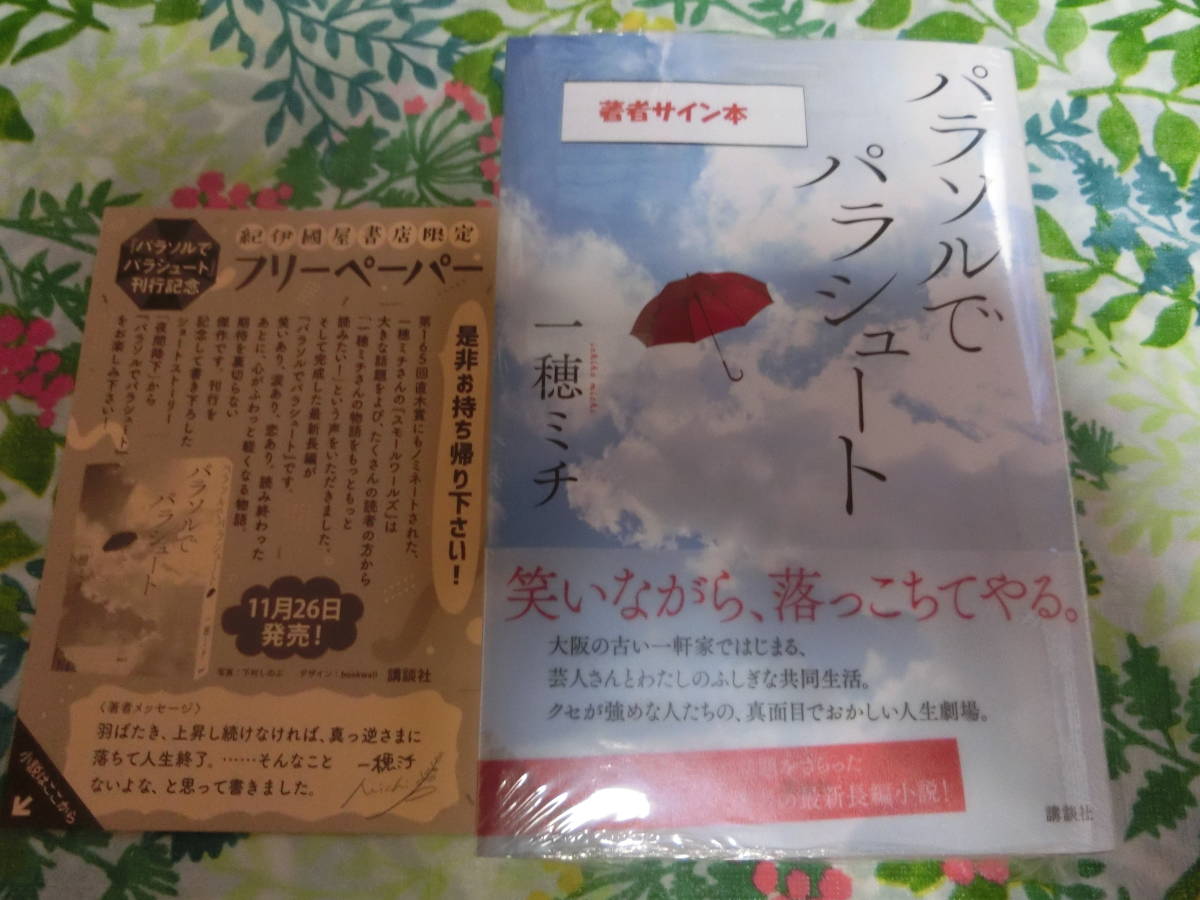 『パラソルで
パラシュート』
刊行記念
紀伊國屋書店限定
フリーペーパー
是非お持ち帰り下さい！
第165回直木賞にもノミネートされた、
一穂ミチさんの『スモールワールズ』は
大きな話題をよび、たくさんの読者の方から
「一穂ミチさんの物語をもっともっと
読みたい！」という声をいただきました。
そして完成した最新長編が
『パラソルでパラシュート』です。
笑いあり、涙あり、恋あり、読み終わった
あとに、心がふわっと軽くなる物語。
期待を裏切らない
傑作です。刊行を
記念して書き下ろした
ショートストーリー
「夜間降下」から
『パラソルでパラシュート』
をお楽しみ下さい！
パラソルで
パラシュート
11月26日
発売！
写真：下村しのぶ　デザイン：bookwall　講談社
〈著者メッセージ〉
羽ばたき、上昇し続けなければ、真っ逆さまに
落ちて人生終了。……そんなこと
ないよな、と思って書きました。
一穂ミチ
Michi
小説はここから
著者サイン本
パラソルで
パラシュート
一穂ミチ
ichiho michi
笑いながら、落っこちてやる。
大阪の古い一軒家ではじまる、
芸人さんとわたしのふしぎな共同生活。
クセが強めな人たちの、真面目でおかしい人生劇場。
をさらった
の最新長編小説！
講談社